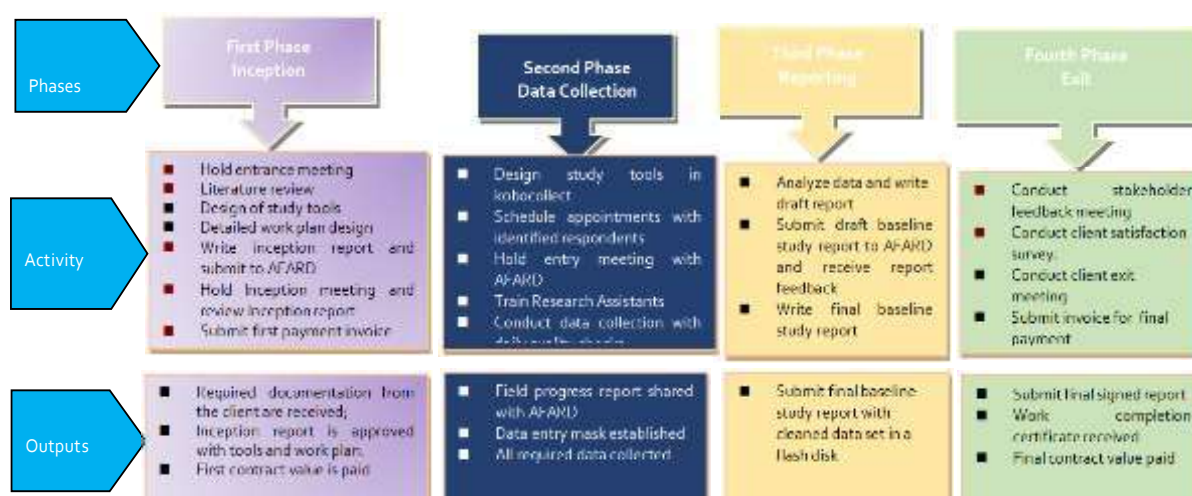 Phases
First Phase
Inception
Second Phase
Data Collection
Third Phase
Reporting
Fourth Phase
Exit
Activity
Hold entrance meeting
Literature review
Design of study tools
Detailed work plan design
Write inception report and
submit to AFARD
Hold Inception meeting and
review Inception report
Submit first payment invoice
Design study tools in
kobocollect
Schedule appointments with
identified respondents
Hold entry meeting with
AFARD
Train Research Assistants
Conduct data collection with
Analyze data and write
draft report
Submit draft baseline
study report to AFARD
and receive report
feedback
Write final baseline
study report
Conduct stakeholder
feedback meeting
Conduct client satisfaction
survey.
Conduct client exit
meeting
Submit invoice for final
payment
Outputs
Required documentation from
the client are received;
Inception report is approved
with tools and work plan.
First contract value is paid
Field progress report shared
with AFARD
Data entry mask established
All required data collected
Submit final baseline
study report with
cleaned data set in a
flash disk
Submit final signed report
Work completion
certificate received
Final contract value paid